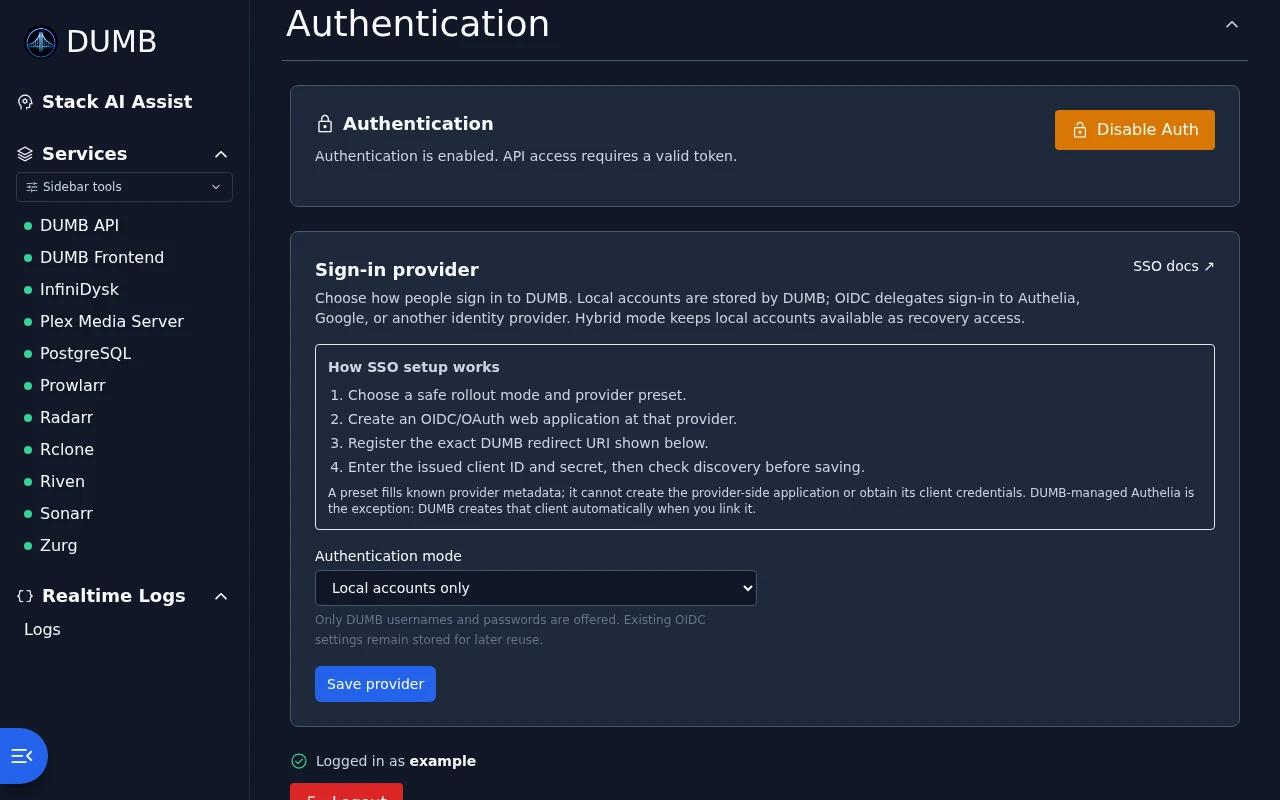 DUMB
Stack AI Assist
Services
Sidebar tools
DUMB API
DUMB Frontend
InfiniDysk
Plex Media Server
PostgreSQL
Prowlarr
Radarr
Rclone
Riven
Sonarr
Zurg
Realtime Logs
Logs
Authentication
Authentication
Authentication is enabled. API access requires a valid token.
Disable Auth
Sign-in provider
SSO docs ↗
Choose how people sign in to DUMB. Local accounts are stored by DUMB; OIDC delegates sign-in to Authelia,
Google, or another identity provider. Hybrid mode keeps local accounts available as recovery access.
How SSO setup works
1. Choose a safe rollout mode and provider preset.
2. Create an OIDC/OAuth web application at that provider.
3. Register the exact DUMB redirect URI shown below.
4. Enter the issued client ID and secret, then check discovery before saving.
A preset fills known provider metadata; it cannot create the provider-side application or obtain its client credentials. DUMB-managed Authelia is
the exception: DUMB creates that client automatically when you link it.
Authentication mode
Local accounts only
Only DUMB usernames and passwords are offered. Existing OIDC
settings remain stored for later reuse.
Save provider
Logged in as example
Logout